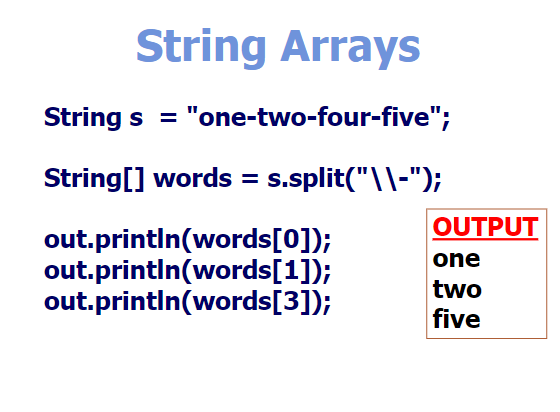 String Arrays
String s  = "one-two-four-five";
String[] words = s.split("\\-");
out.println(words[0]);
out.println(words[1]);
out.println(words[3]);
OUTPUT
one
two
five